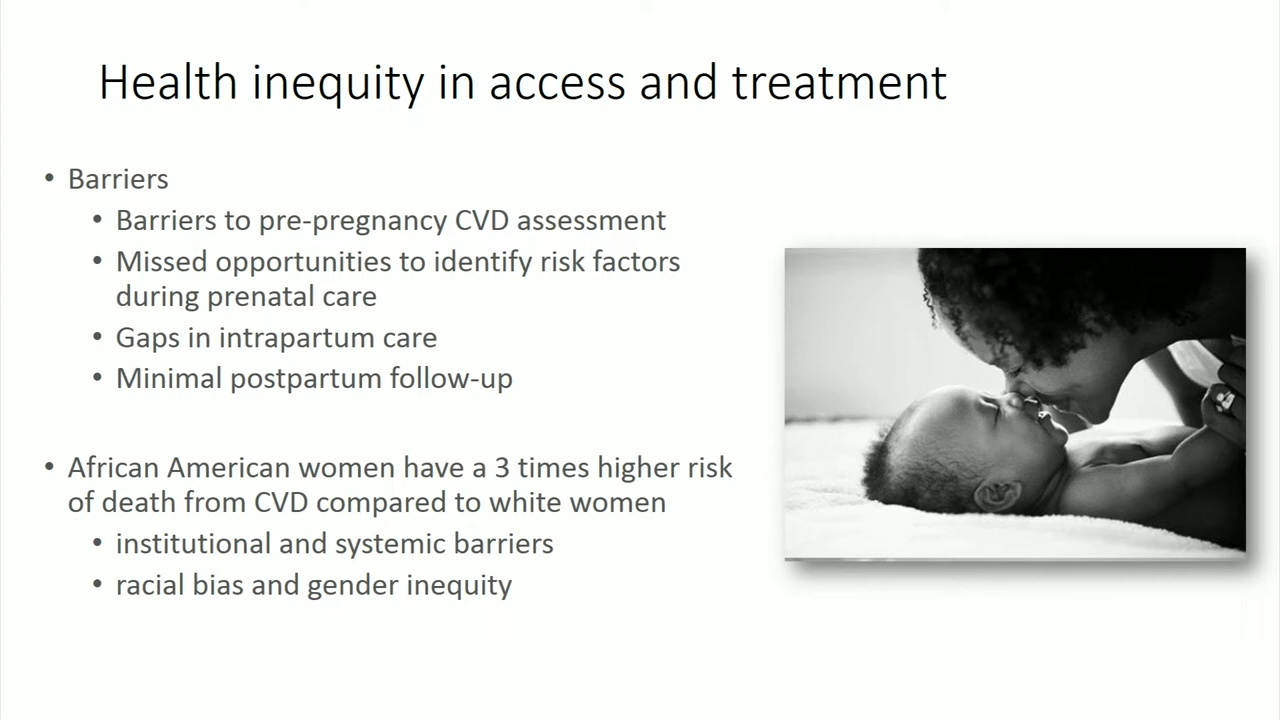 Health inequity in access and treatment
• Barriers
• Barriers to pre-pregnancy CVD assessment
• Missed opportunities to identify risk factors
during prenatal care
• Gaps in intrapartum care
• Minimal postpartum follow-up
• African American women have a 3 times higher risk
of death from CVD compared to white women
• institutional and systemic barriers
• racial bias and gender inequity